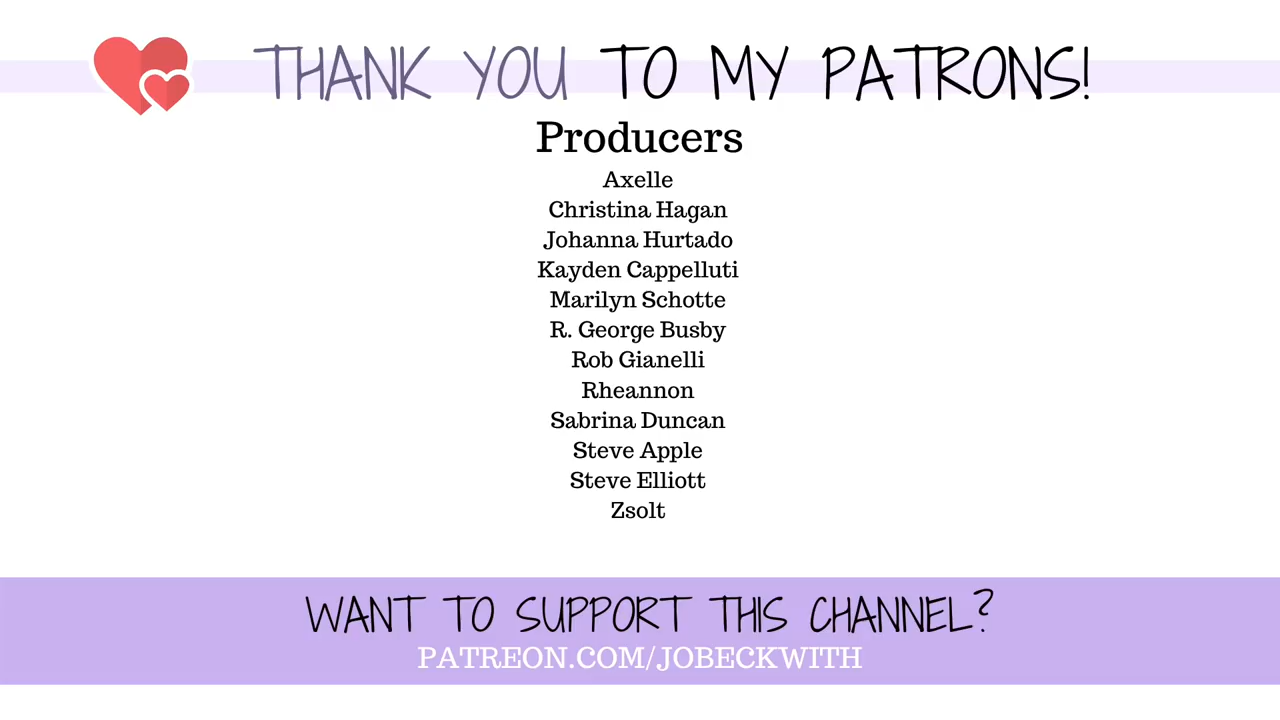 THANK YOU TO MY PATRONS!
Producers
Axelle
Christina Hagan
Johanna Hurtado
Kayden Cappelluti
Marilyn Schotte
R. George Busby
Rob Gianelli
Rheannon
Sabrina Duncan
Steve Apple
Steve Elliott
Zsolt
WANT TO SUPPORT THIS CHANNEL?
PATREON.COM/JOBECKWITH